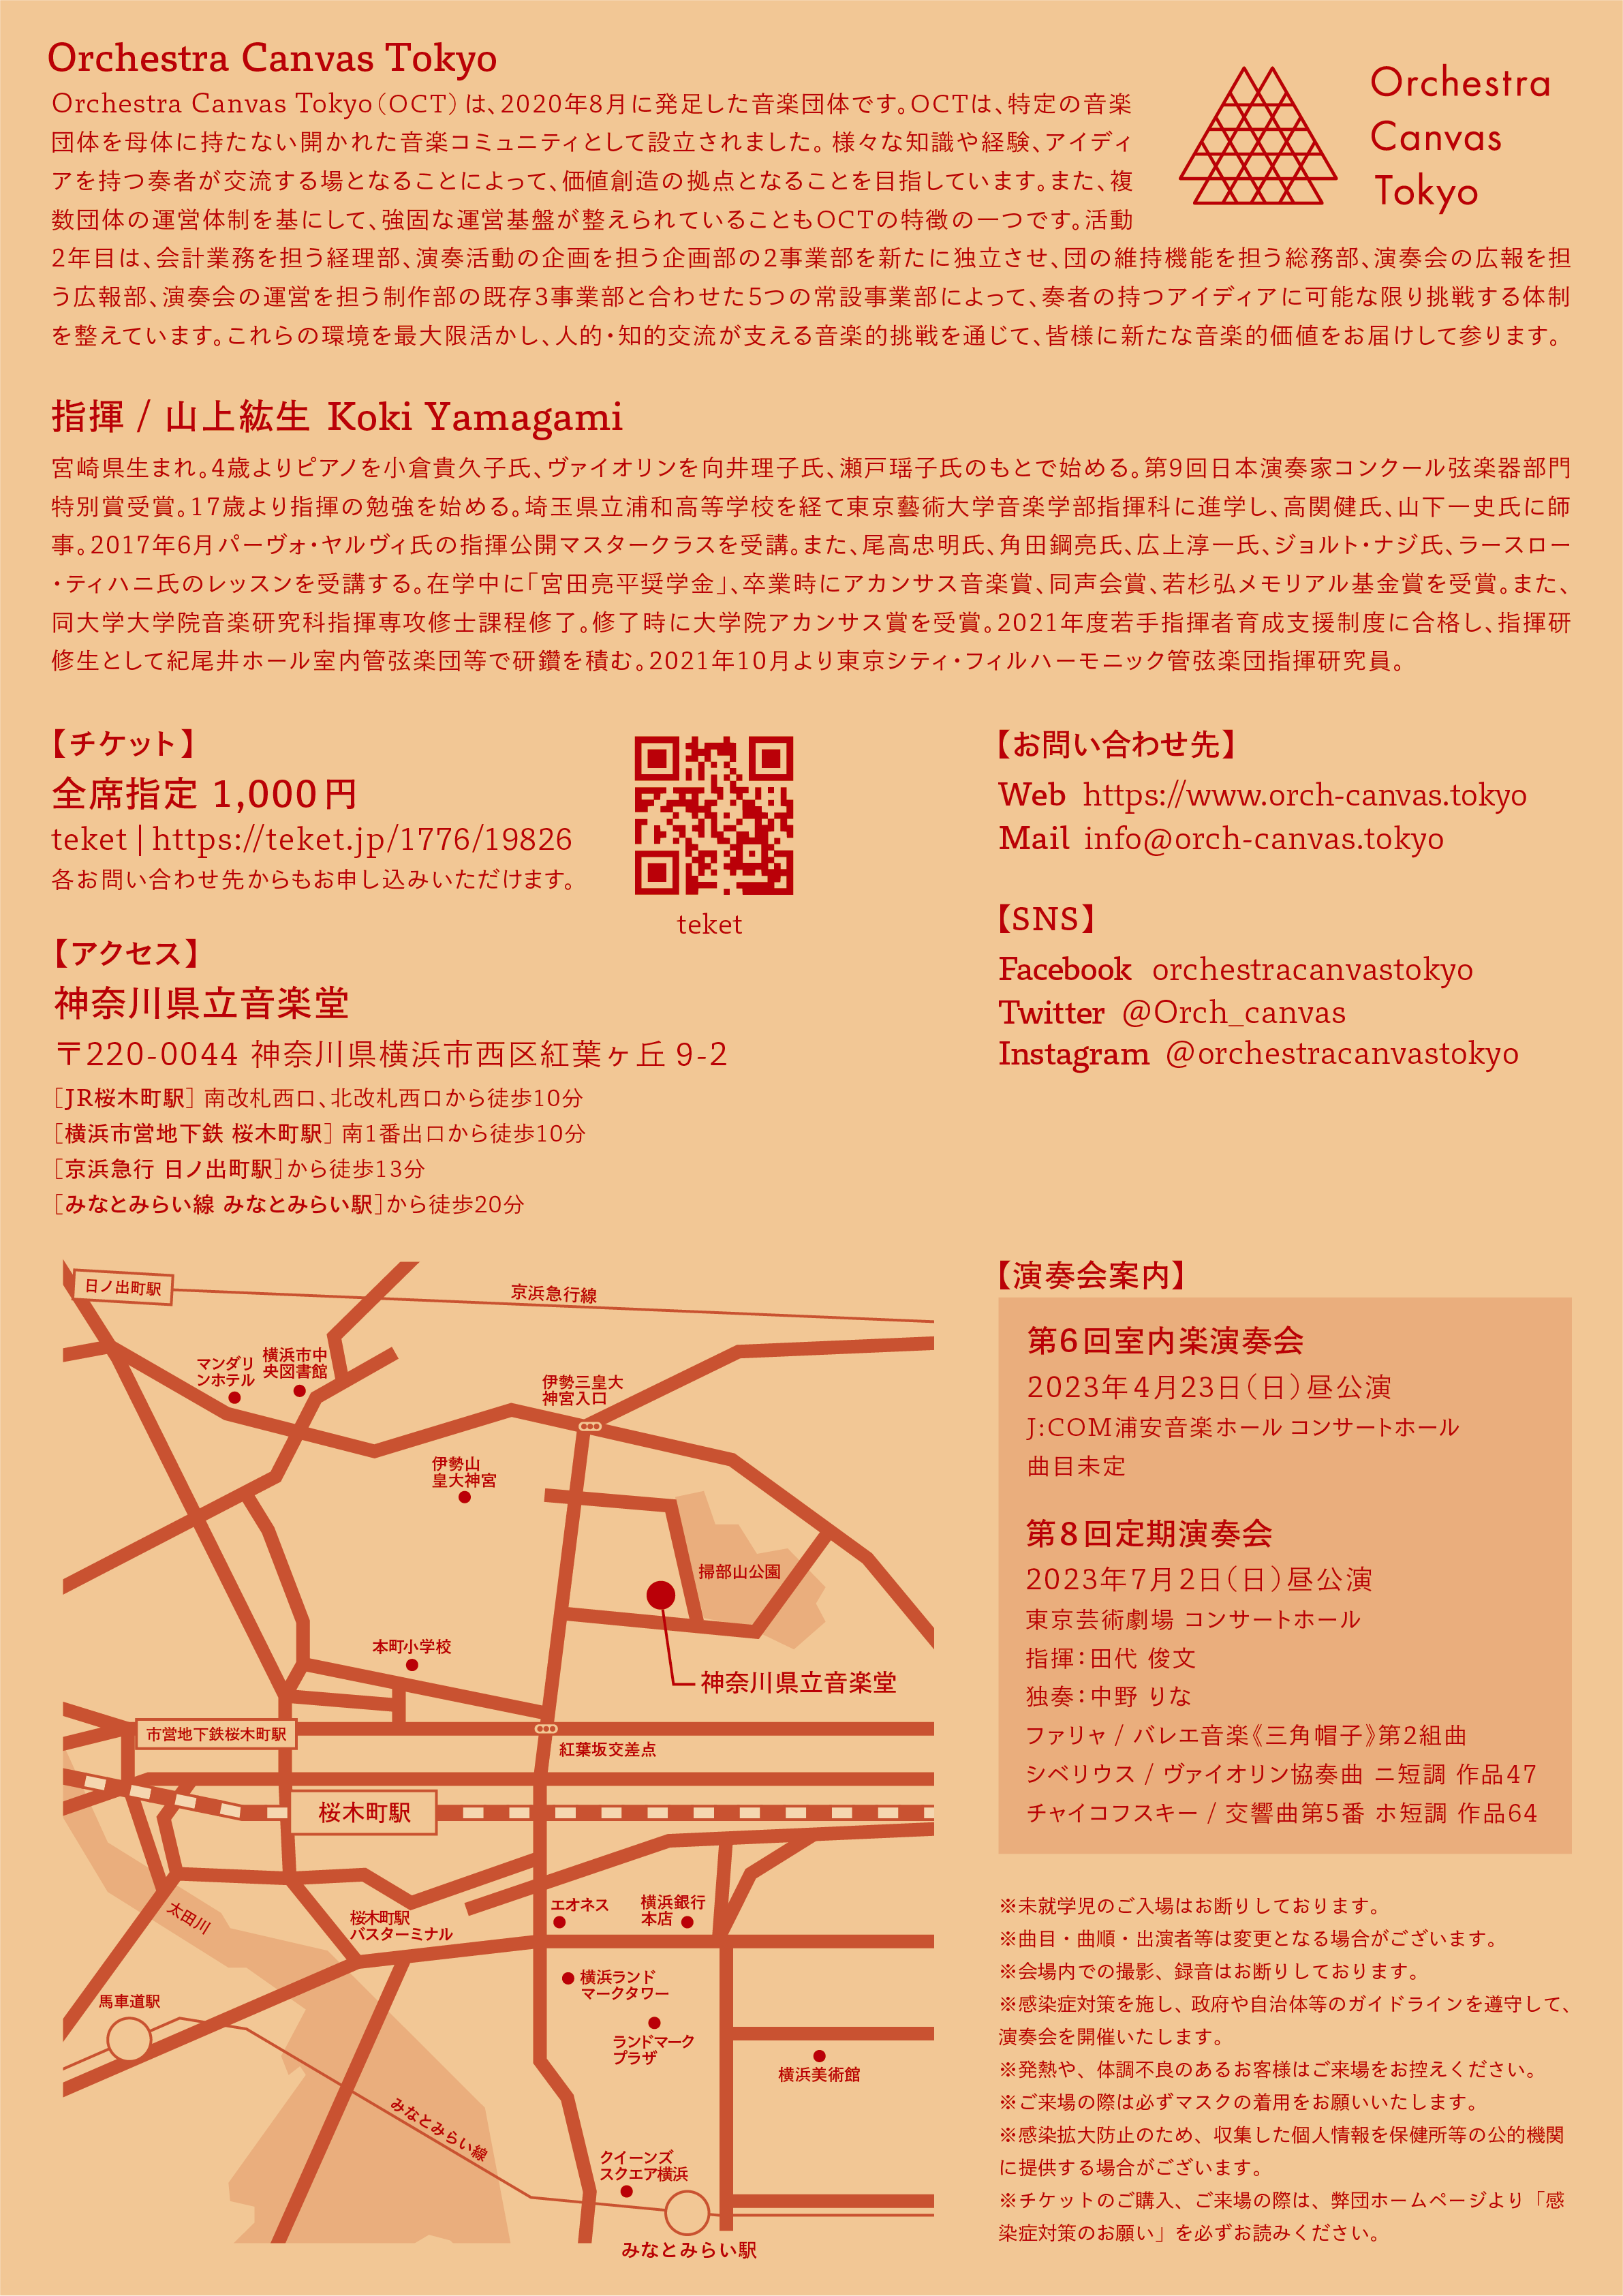 Orchestra Canvas Tokyo
Orchestra Canvas Tokyo（OCT）は、2020年8月に発足した音楽団体です。OCTは、特定の音楽
団体を母体に持たない開かれた音楽コミュニティとして設立されました。様々な知識や経験、アイディ
アを持つ奏者が交流する場となることによって、価値創造の拠点となることを目指しています。また、複
数団体の運営体制を基にして、強固な運営基盤が整えられていることもOCTの特徴の一つです。活動
2年目は、会計業務を担う経理部、演奏活動の企画を担う企画部の2事業部を新たに独立させ、団の維持機能を担う総務部、演奏会の広報を担
う広報部、演奏会の運営を担う制作部の既存3事業部と合わせた5つの常設事業部によって、奏者の持つアイディアに可能な限り挑戦する体制
を整えています。これらの環境を最大限活かし、人的・知的交流が支える音楽的挑戦を通じて、皆様に新たな音楽的価値をお届けして参ります。
Orchestra
Canvas
Tokyo
指揮 / 山上紘生 Koki Yamagami
宮崎県生まれ。4歳よりピアノを小倉貴久子氏、ヴァイオリンを向井理子氏、瀬戸瑶子氏のもとで始める。第9回日本演奏家コンクール弦楽器部門
特別賞受賞。17歳より指揮の勉強を始める。埼玉県立浦和高等学校を経て東京藝術大学音楽学部指揮科に進学し、高関健氏、山下一史氏に師
事。2017年6月パーヴォ・ヤルヴィ氏の指揮公開マスタークラスを受講。また、尾高忠明氏、角田鋼亮氏、広上淳一氏、ジョルト・ナジ氏、ラースロー
・ティハニ氏のレッスンを受講する。在学中に「宮田亮平奨学金」、卒業時にアカンサス音楽賞、同声会賞、若杉弘メモリアル基金賞を受賞。また、
同大学大学院音楽研究科指揮専攻修士課程修了。修了時に大学院アカンサス賞を受賞。2021年度若手指揮者育成支援制度に合格し、指揮研
修生として紀尾井ホール室内管弦楽団等で研鑽を積む。2021年10月より東京シティ・フィルハーモニック管弦楽団指揮研究員。
【チケット】
全席指定 1,000円
teket | https://teket.jp/1776/19826
各お問い合わせ先からもお申し込みいただけます。
teket
【アクセス】
神奈川県立音楽堂
〒220-0044 神奈川県横浜市西区紅葉ヶ丘 9-2
［JR桜木町駅］南改札西口、北改札西口から徒歩10分
［横浜市営地下鉄 桜木町駅］南1番出口から徒歩10分
［京浜急行 日ノ出町駅］から徒歩13分
［みなとみらい線 みなとみらい駅］から徒歩20分
【お問い合わせ先】
Web https://www.orch-canvas.tokyo
Mail info@orch-canvas.tokyo
【SNS】
Facebook orchestracanvastokyo
Twitter @Orch_canvas
Instagram @orchestracanvastokyo
日ノ出町駅
京浜急行線
マンダリ
ンホテル
横浜市中
央図書館
伊勢三皇大
神宮入口
伊勢山
皇大神宮
掃部山公園
本町小学校
神奈川県立音楽堂
市営地下鉄桜木町駅
紅葉坂交差点
桜木町駅
太田川
桜木町駅
バスターミナル
エオネス
横浜銀行
本店
横浜ランド
マークタワー
馬車道駅
ランドマーク
プラザ
横浜美術館
みなとみらい線
クイーンズ
スクエア横浜
みなとみらい駅
【演奏会案内】
第6回室内楽演奏会
2023年4月23日（日）昼公演
J:COM浦安音楽ホール コンサートホール
曲目未定
第8回定期演奏会
2023年7月2日（日）昼公演
東京芸術劇場 コンサートホール
指揮：田代 俊文
独奏：中野 りな
ファリャ / バレエ音楽《三角帽子》第2組曲
シベリウス / ヴァイオリン協奏曲 ニ短調 作品47
チャイコフスキー / 交響曲第5番 ホ短調 作品64
※未就学児のご入場はお断りしております。
※曲目・曲順・出演者等は変更となる場合がございます。
※会場内での撮影、録音はお断りしております。
※感染症対策を施し、政府や自治体等のガイドラインを遵守して、
演奏会を開催いたします。
※発熱や、体調不良のあるお客様はご来場をお控えください。
※ご来場の際は必ずマスクの着用をお願いいたします。
※感染拡大防止のため、収集した個人情報を保健所等の公的機関
に提供する場合がございます。
※チケットのご購入、ご来場の際は、弊団ホームページより「感
染症対策のお願い」を必ずお読みください。